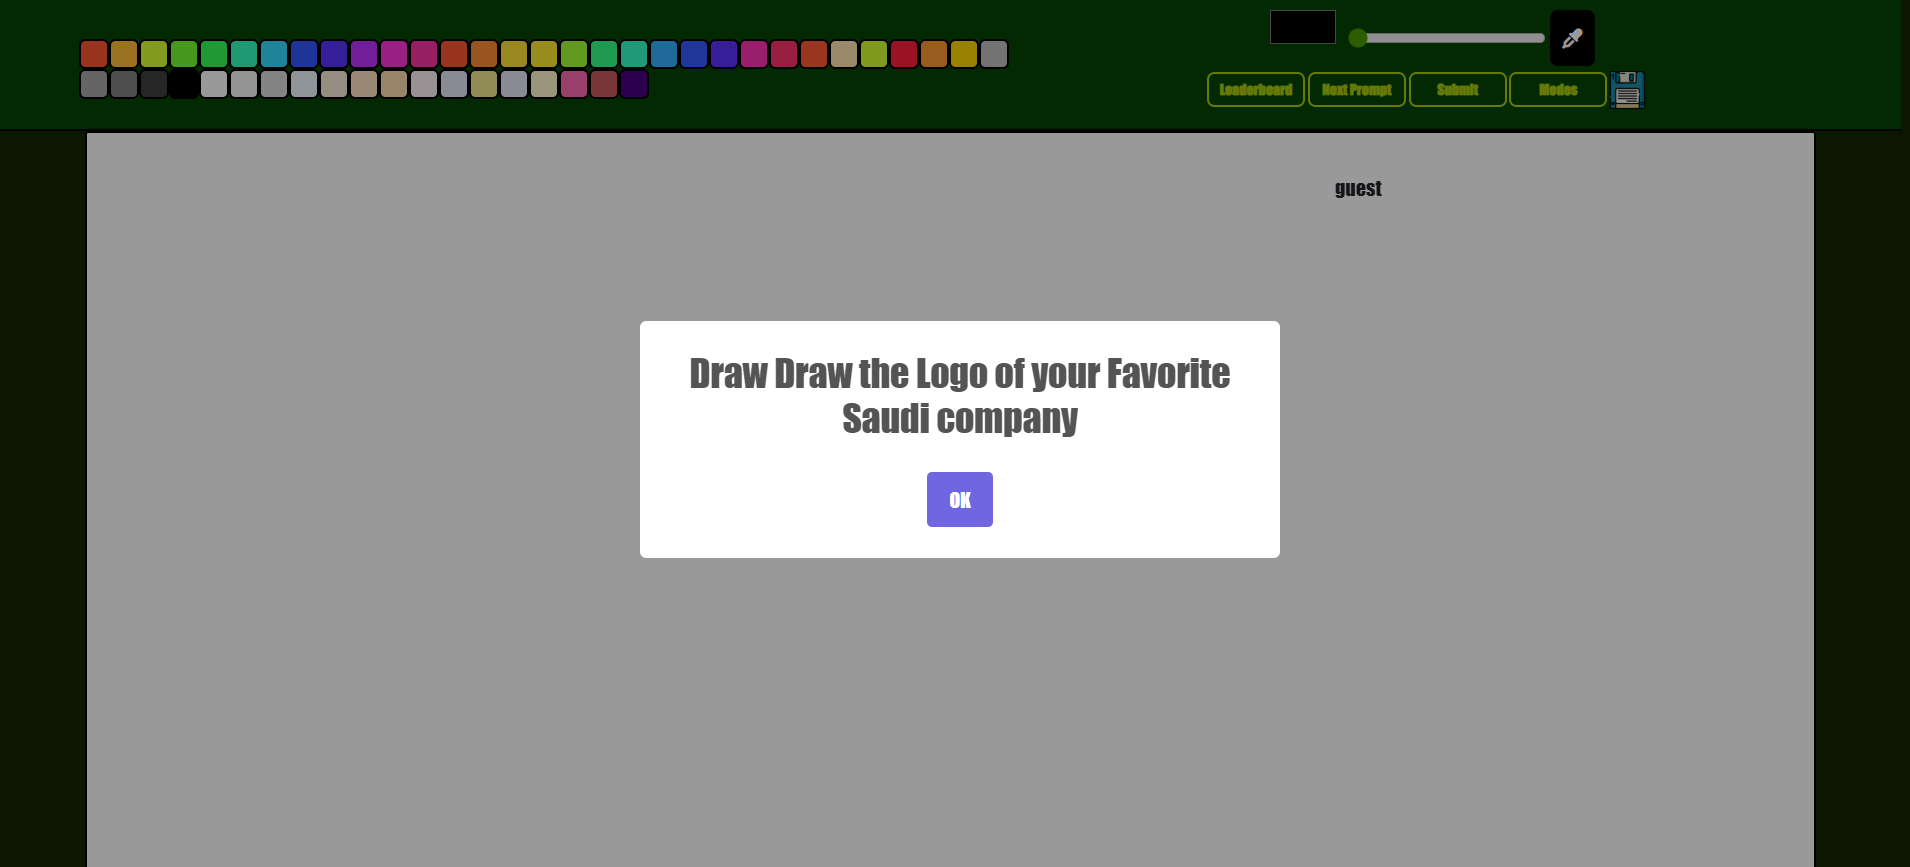 Leaderboard
Next Prompt
Submit
Modes
guest
Draw Draw the Logo of your Favorite
Saudi company
OK